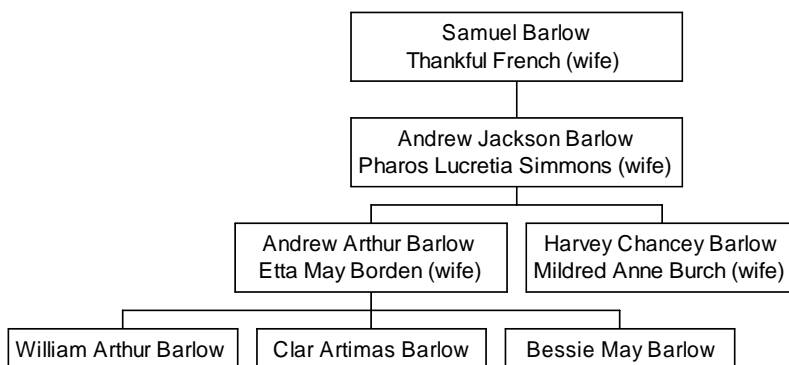 Samuel Barlow
Thankful French (wife)
Andrew Jackson Barlow
Pharos Lucretia Simmons (wife)
Andrew Arthur Barlow
Etta May Borden (wife)
Harvey Chancey Barlow
Mildred Anne Burch (wife)
William Arthur Barlow
Clar Artimas Barlow
Bessie May Barlow